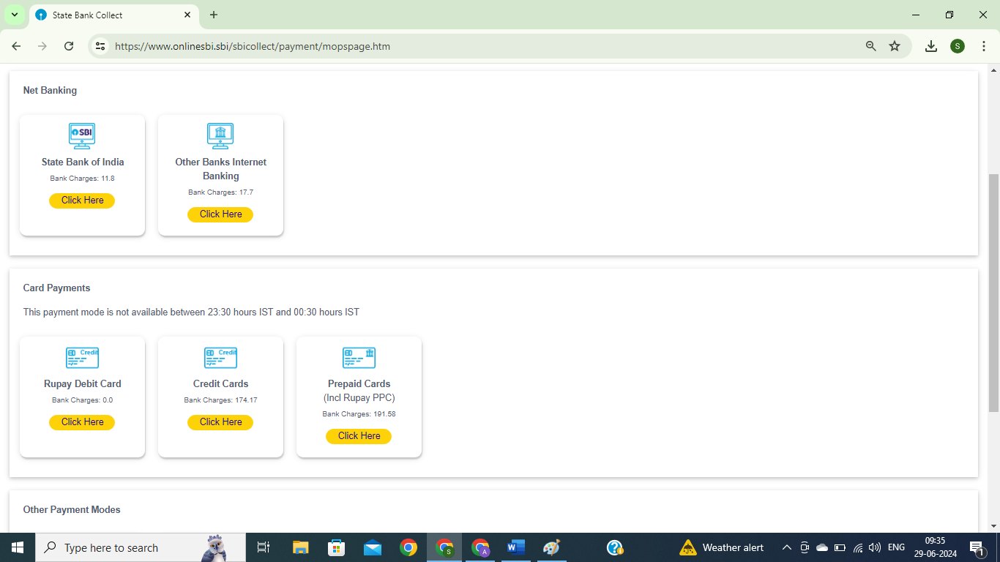 State Bank Collect
https://www.onlinesbi.sbi/sbicollect/payment/mopspage.htm
S
Net Banking
SBI
State Bank of India
Bank Charges: 11.8
Click Here
Other Banks Internet
Banking
Bank Charges: 17.7
Click Here
Card Payments
This payment mode is not available between 23:30 hours IST and 00:30 hours IST
Credit
Rupay Debit Card
Bank Charges: 0.0
Click Here
Credit
Credit Cards
Bank Charges: 174.17
Click Here
Prepaid Cards
(Incl Rupay PPC)
Bank Charges: 191.58
Click Here
Other Payment Modes
Type here to search
S
A
W
Weather alert
ENG
09:35
29-06-2024
1